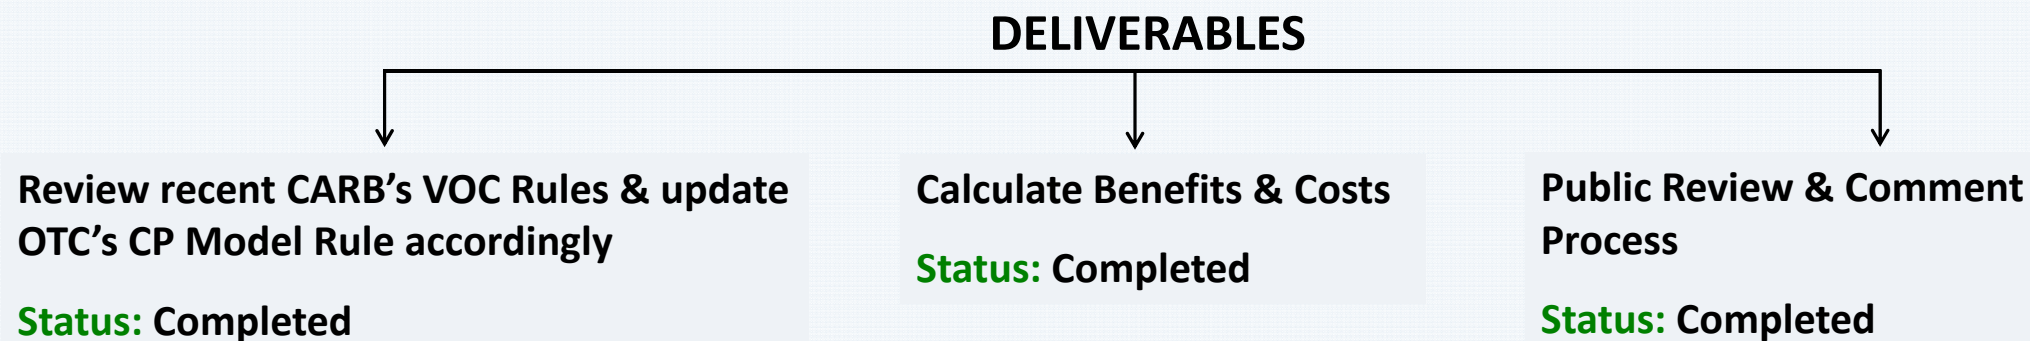 DELIVERABLES
Review recent CARB's VOC Rules & update
OTC's CP Model Rule accordingly
Status: Completed
Calculate Benefits & Costs
Status: Completed
Public Review & Comment
Process
Status: Completed